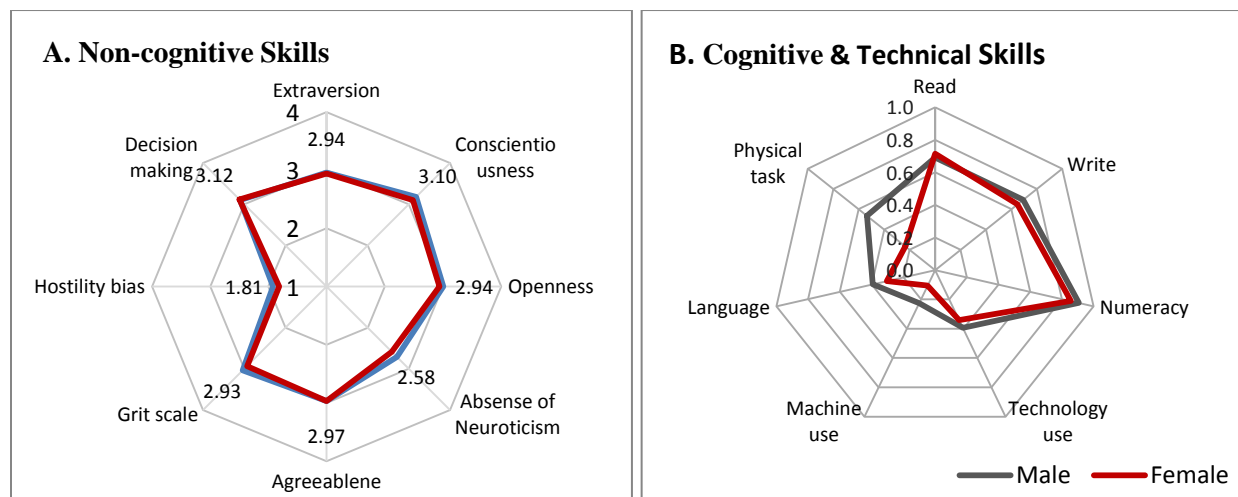 A. Non-cognitive Skills
Extraversion
4
2.94
Decision
making
3.12
Conscientio
usness
3.10
3
2
Hostility bias
1.81
1
2.94
Openness
2.93
Grit scale
2.58
Absense of
Neuroticism
2.97
Agreeablene
B. Cognitive & Technical Skills
Read
1.0
0.8
0.6
0.4
0.2
0.0
Physical
task
Write
Language
Numeracy
Machine
use
Technology
use
Male
Female